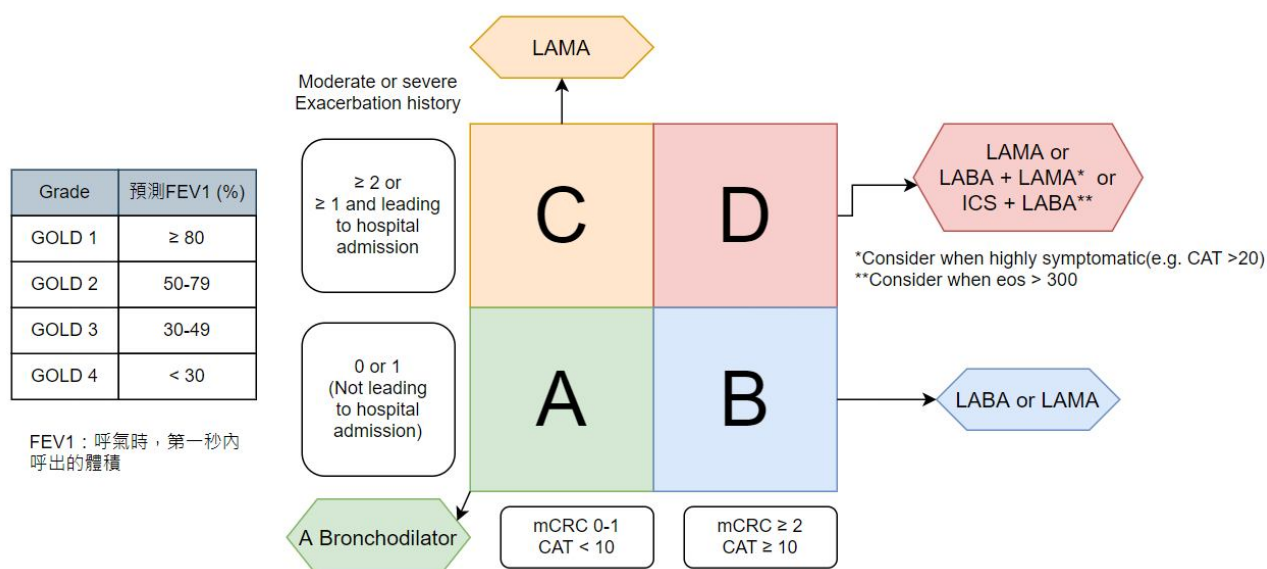 LAMA
Moderate or severe
Exacerbation history
Grade
預測FEV1 (%)
GOLD 1
≥ 80
GOLD 2
50-79
GOLD 3
30-49
GOLD 4
< 30
FEV1：呼氣時，第一秒內
呼出的體積
≥ 2 or
≥ 1 and leading
to hospital
admission
C
D
LAMA or
LABA + LAMA* or
ICS + LABA**
*Consider when highly symptomatic(e.g. CAT >20)
**Consider when eos > 300
0 or 1
(Not leading
to hospital
admission)
A
B
LABA or LAMA
A Bronchodilator
mCRC 0-1
CAT < 10
mCRC ≥ 2
CAT ≥ 10